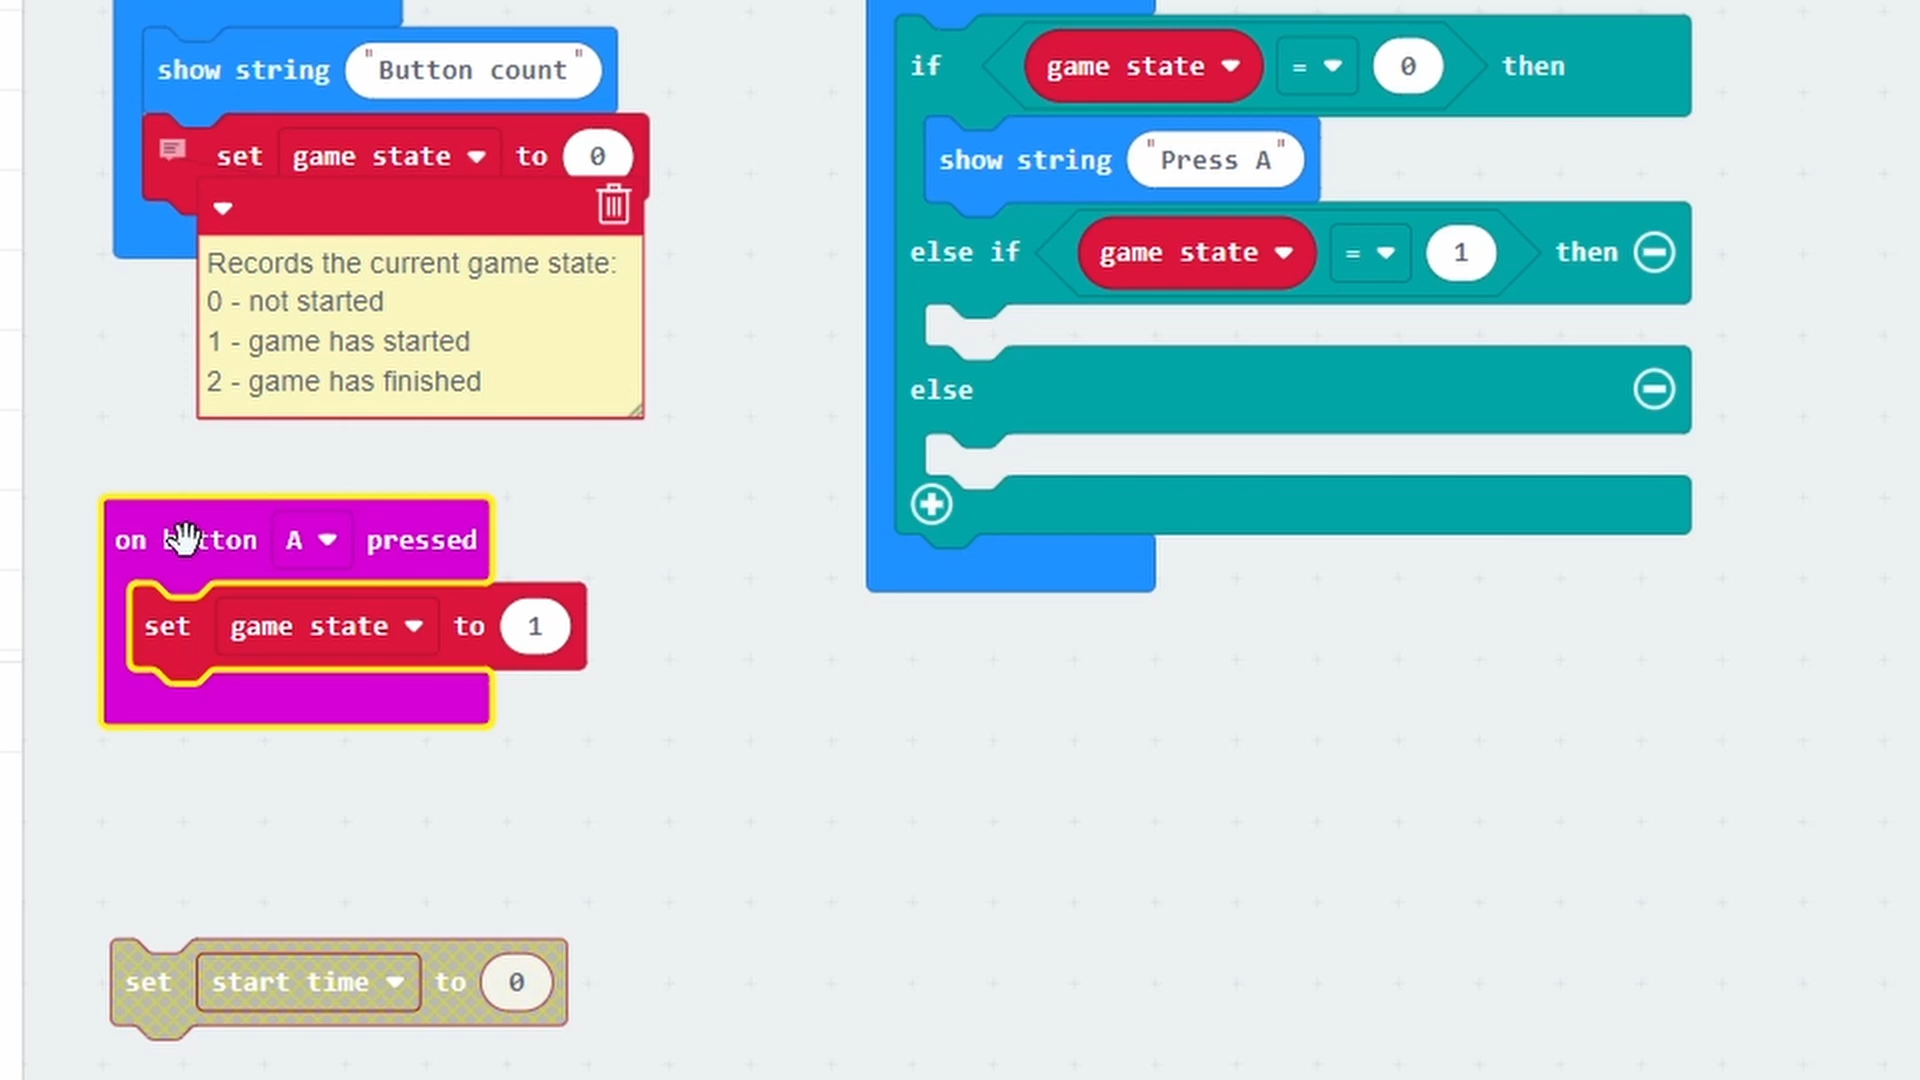 show string "Button count"
set game state to 0
Records the current game state:
0 - not started
1 - game has started
2 - game has finished
on button A pressed
set game state to 1
set start time to 0
if game state = 0 then
show string "Press A"
else if game state = 1 then
else